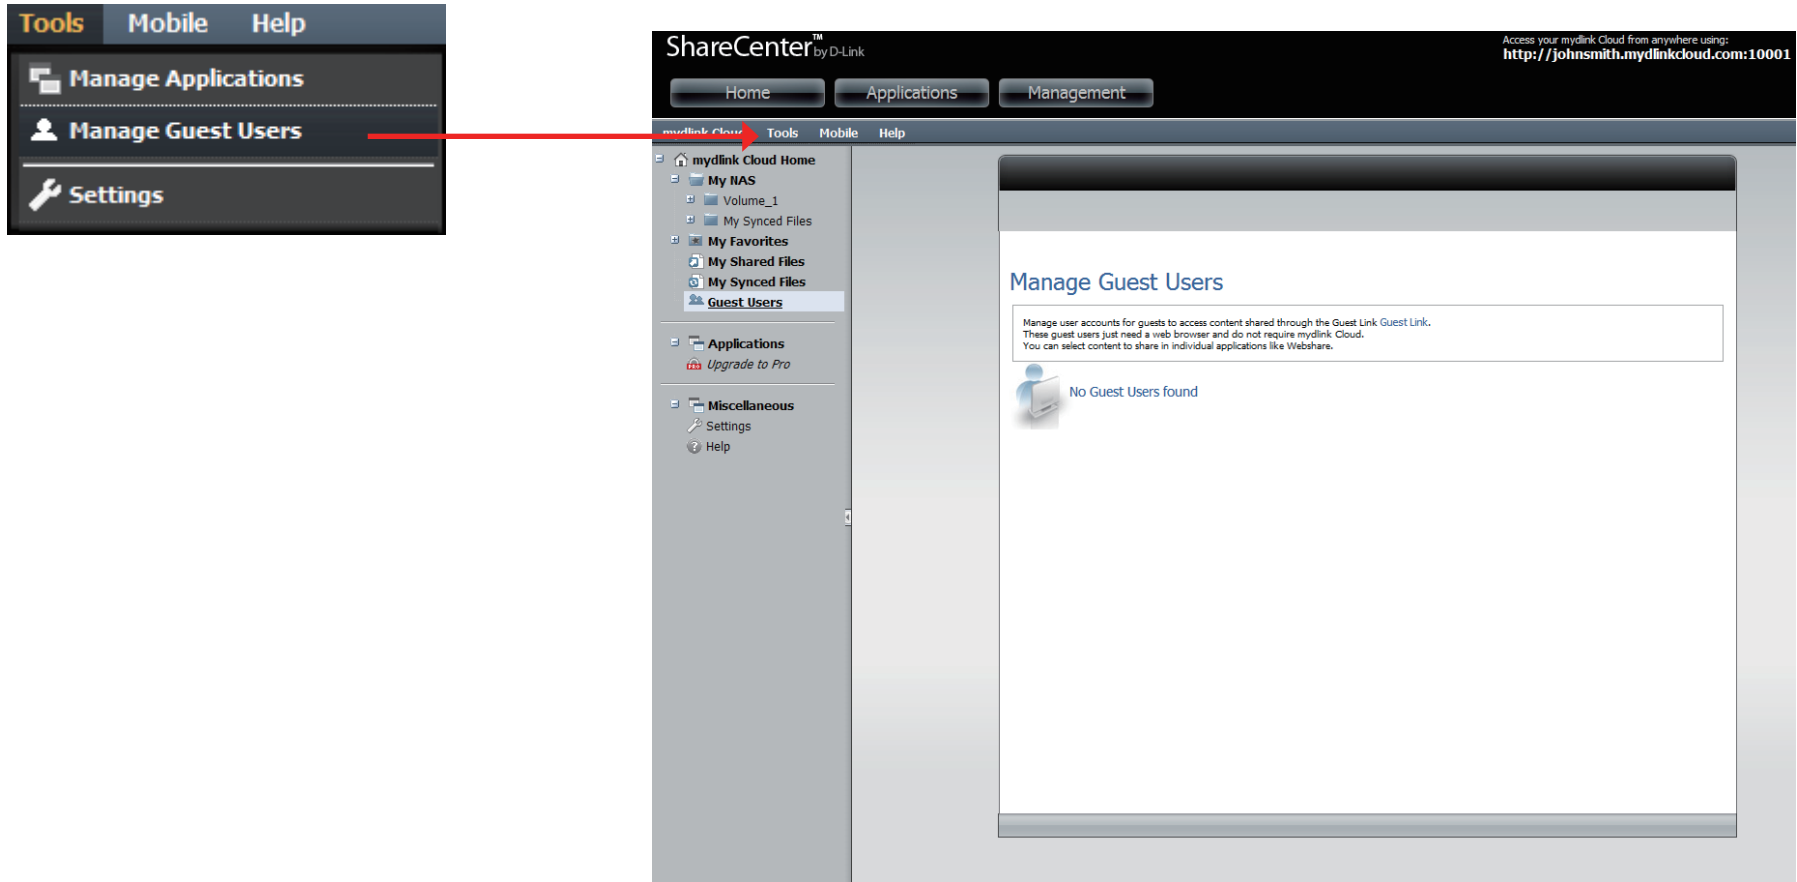 Tools Mobile Help
Manage Applications
Manage Guest Users
Settings
ShareCenter™ by D-Link
Access your mydlink Cloud from anywhere using:
http://johnsmith.mydlinkcloud.com:10001
Home Applications Management
mydlink Cloud Tools Mobile Help
mydlink Cloud Home
My NAS
Volume_1
My Synced Files
My Favorites
My Shared Files
My Synced Files
Guest Users
Applications
Upgrade to Pro
Miscellaneous
Settings
Help
Manage Guest Users
Manage user accounts for guests to access content shared through the Guest Link Guest Link.
These guest users just need a web browser and do not require mydlink Cloud.
You can select content to share in individual applications like Webshare.
No Guest Users found